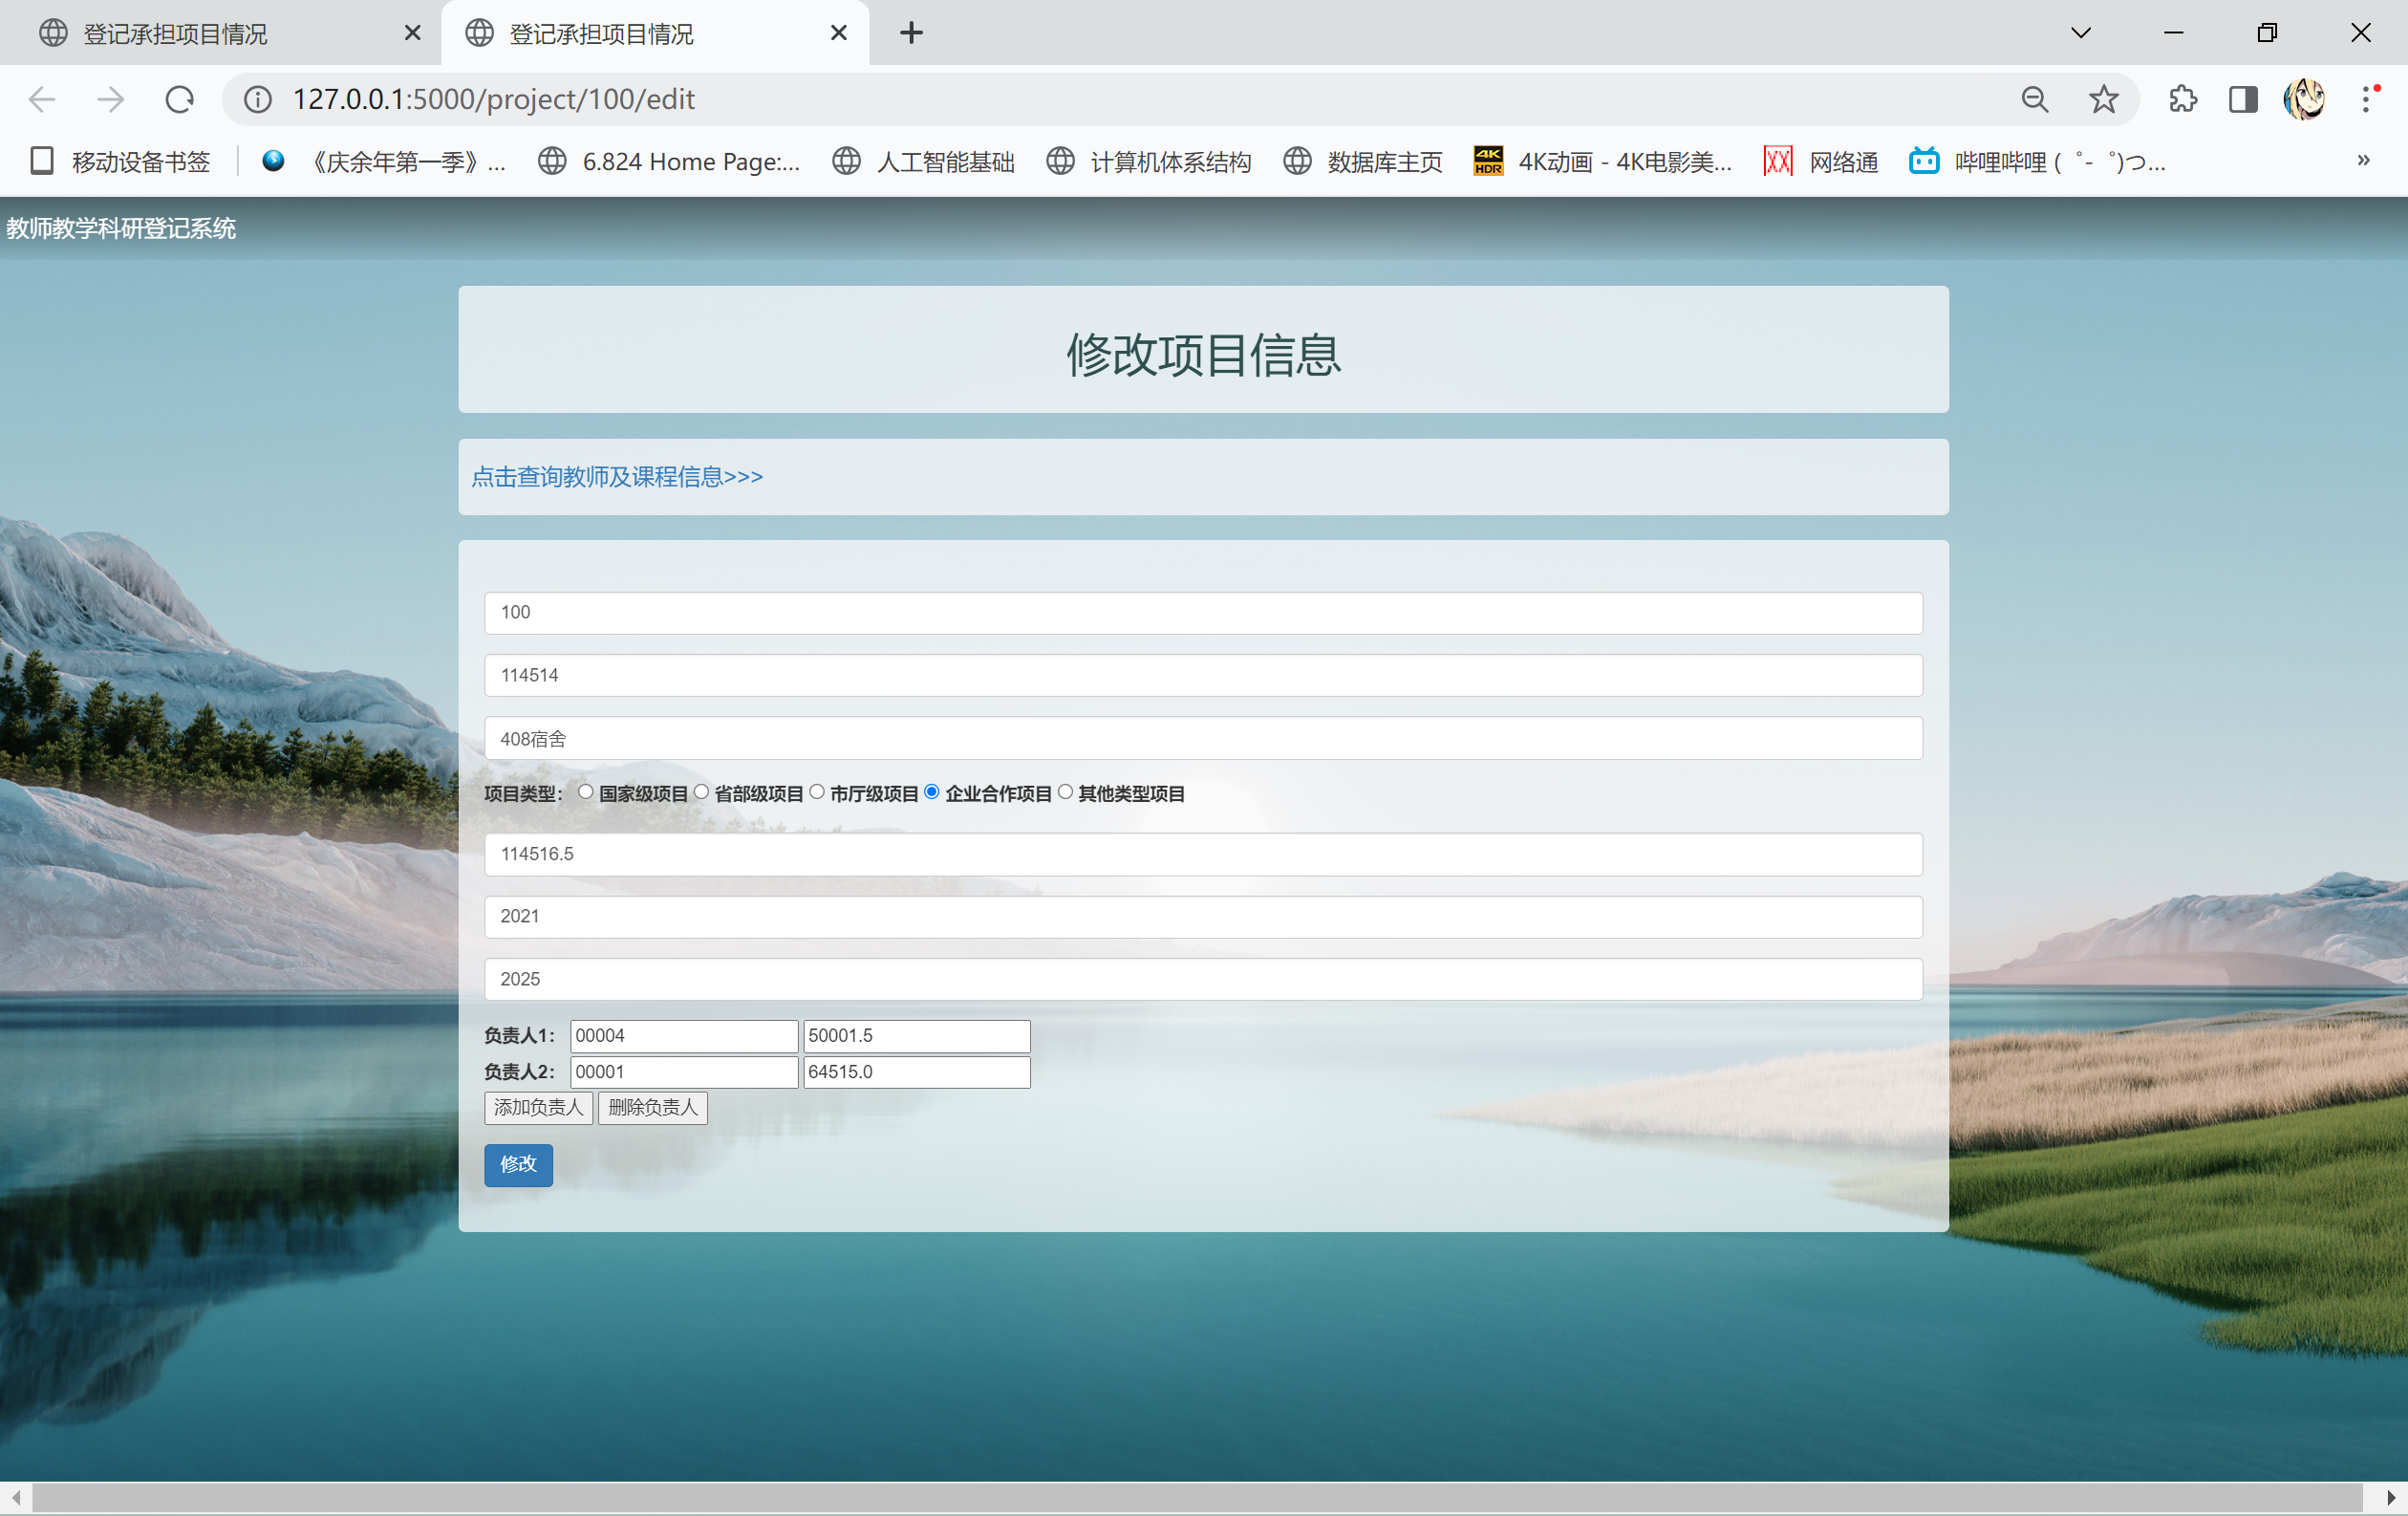 登记承担项目情况
登记承担项目情况
127.0.0.1:5000/project/100/edit
移动设备书签
《庆余年第一季》...
6.824 Home Page:...
人工智能基础
计算机体系结构
数据库主页
4K HDR
4K动画 - 4K电影美...
网络通
哔哩哔哩 (゜-゜)つ...
»
教师教学科研登记系统
修改项目信息
点击查询教师及课程信息>>>
100
114514
408宿舍
项目类型： 国家级项目 省部级项目 市厅级项目 企业合作项目 其他类型项目
114516.5
2021
2025
负责人1： 00004 50001.5
负责人2： 00001 64515.0
添加负责人 删除负责人
修改